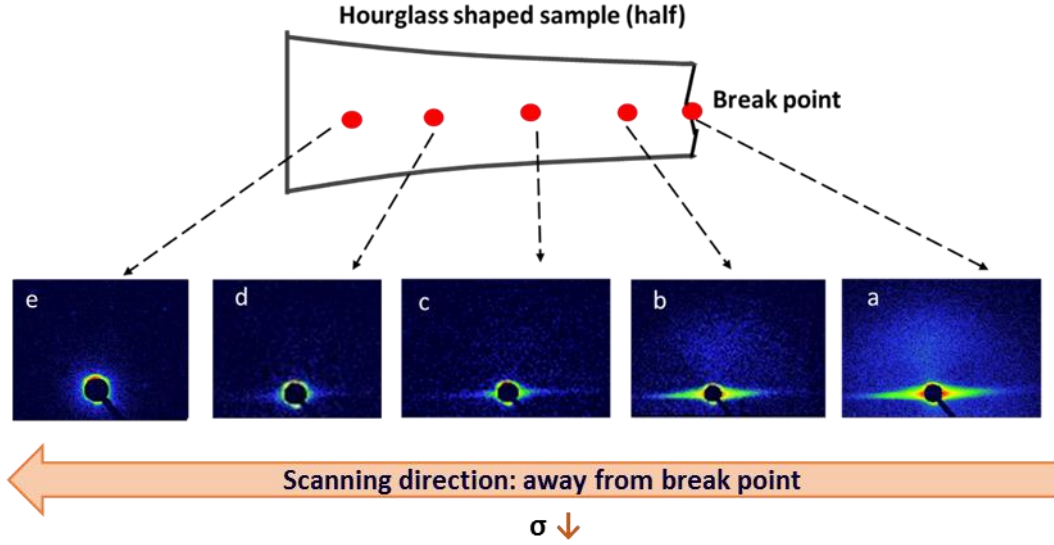 Hourglass shaped sample (half)
Break point
e
d
c
b
a
Scanning direction: away from break point
σ ↓